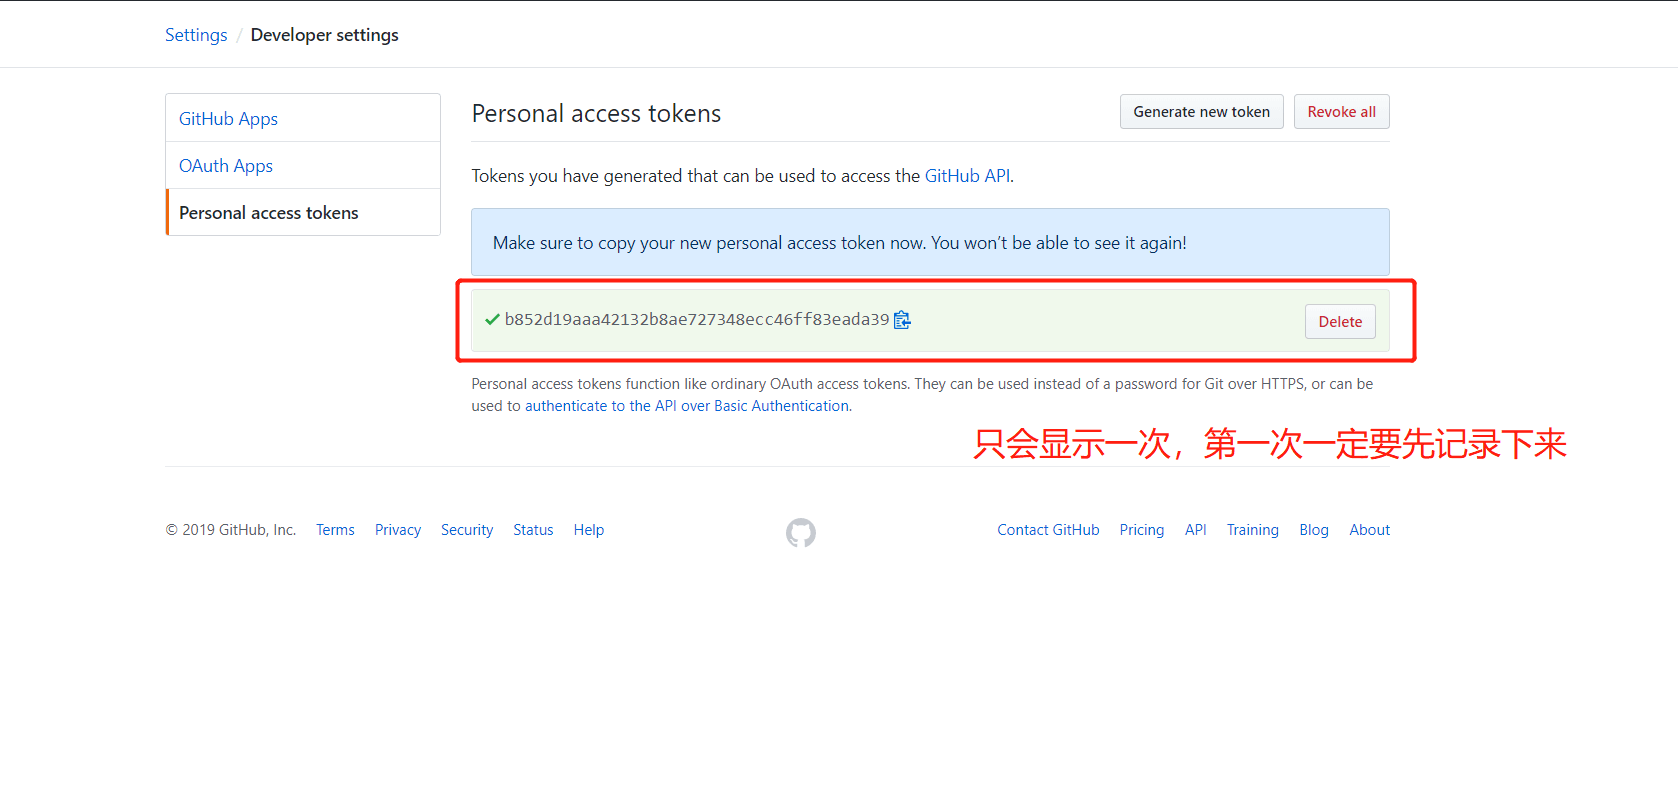 Settings / Developer settings
GitHub Apps
OAuth Apps
Personal access tokens
Personal access tokens
Generate new token
Revoke all
Tokens you have generated that can be used to access the GitHub API.
Make sure to copy your new personal access token now. You won’t be able to see it again!
b852d19aaa42132b8ae727348ecc46ff83eada39
Delete
Personal access tokens function like ordinary OAuth access tokens. They can be used instead of a password for Git over HTTPS, or can be
used to authenticate to the API over Basic Authentication.
只会显示一次，第一次一定要先记录下来
© 2019 GitHub, Inc. Terms Privacy Security Status Help
Contact GitHub Pricing API Training Blog About